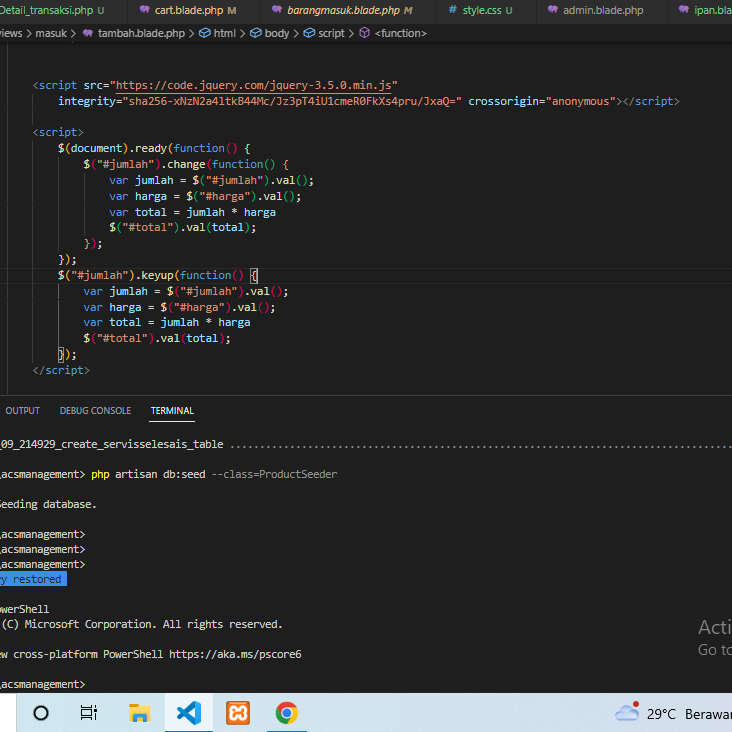 Detail_transaksi.php U cart.blade.php M barangmasuk.blade.php M style.css U admin.blade.php ipan.bla
views > masuk > tambah.blade.php > html > body > script > <function>
<script src="https://code.jquery.com/jquery-3.5.0.min.js"
integrity="sha256-xNzN2a4ltkB44Mc/Jz3pT4iU1cmeR0FkXs4pru/JxaQ=" crossorigin="anonymous"></script>
<script>
$(document).ready(function() {
$("#jumlah").change(function() {
var jumlah = $("#jumlah").val();
var harga = $("#harga").val();
var total = jumlah * harga
$("#total").val(total);
});
});
$("#jumlah").keyup(function() {
var jumlah = $("#jumlah").val();
var harga = $("#harga").val();
var total = jumlah * harga
$("#total").val(total);
});
</script>
OUTPUT DEBUG CONSOLE TERMINAL
_09_214929_create_servisselesais_table ....................................................................................
\acsmanagement> php artisan db:seed --class=ProductSeeder
Seeding database.
\acsmanagement>
\acsmanagement>
\acsmanagement>
ry restored
owerShell
(C) Microsoft Corporation. All rights reserved.
ew cross-platform PowerShell https://aka.ms/pscore6
\acsmanagement>
Acti
Go to
29°C Berawa